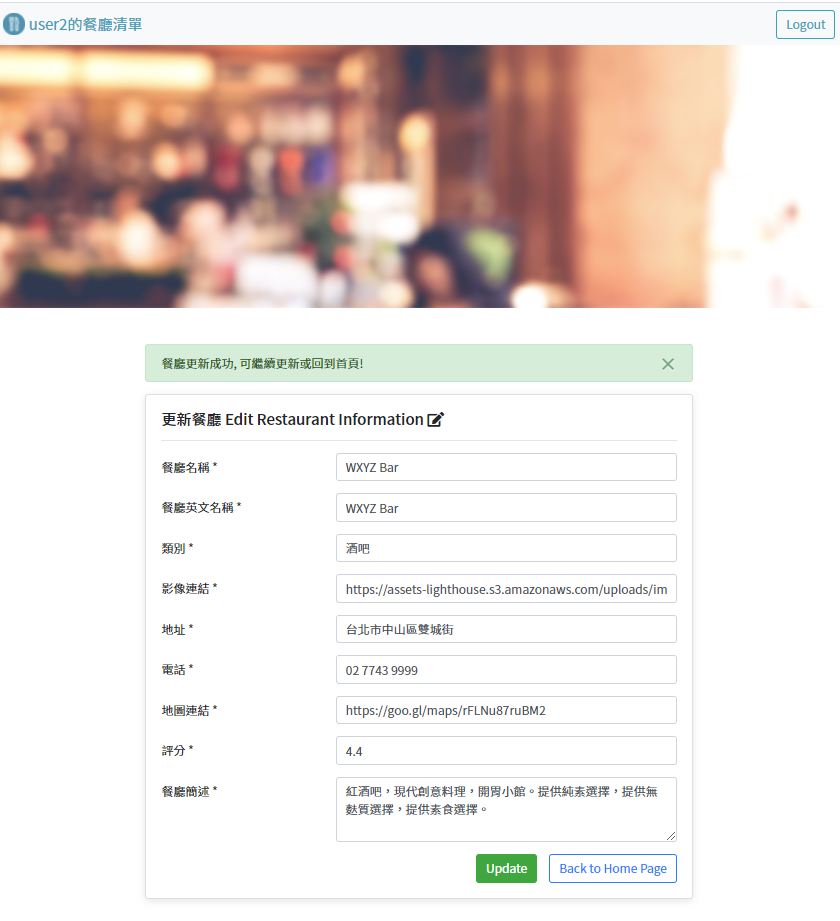 user2的餐廳清單
Logout
餐廳更新成功, 可繼續更新或回到首頁!
更新餐廳 Edit Restaurant Information
餐廳名稱 *
WXYZ Bar
餐廳英文名稱 *
WXYZ Bar
類別 *
酒吧
影像連結 *
https://assets-lighthouse.s3.amazonaws.com/uploads/im
地址 *
台北市中山區雙城街
電話 *
02 7743 9999
地圖連結 *
https://goo.gl/maps/rFLNu87ruBM2
評分 *
4.4
餐廳簡述 *
紅酒吧，現代創意料理，開胃小館。提供純素選擇，提供無
麩質選擇，提供素食選擇。
Update
Back to Home Page